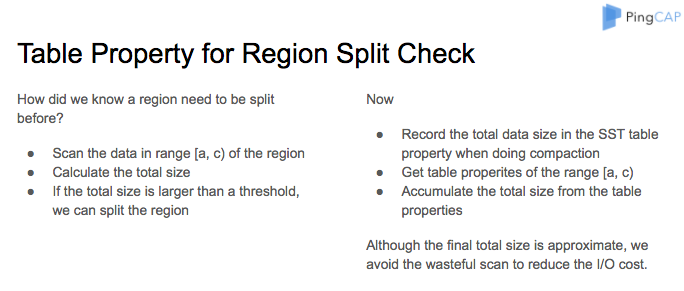 PingCAP
Table Property for Region Split Check
How did we know a region need to be split
before?
● Scan the data in range [a, c) of the region
● Calculate the total size
● If the total size is larger than a threshold,
we can split the region
Now
● Record the total data size in the SST table
property when doing compaction
● Get table properites of the range [a, c)
● Accumulate the total size from the table
properties
Although the final total size is approximate, we
avoid the wasteful scan to reduce the I/O cost.